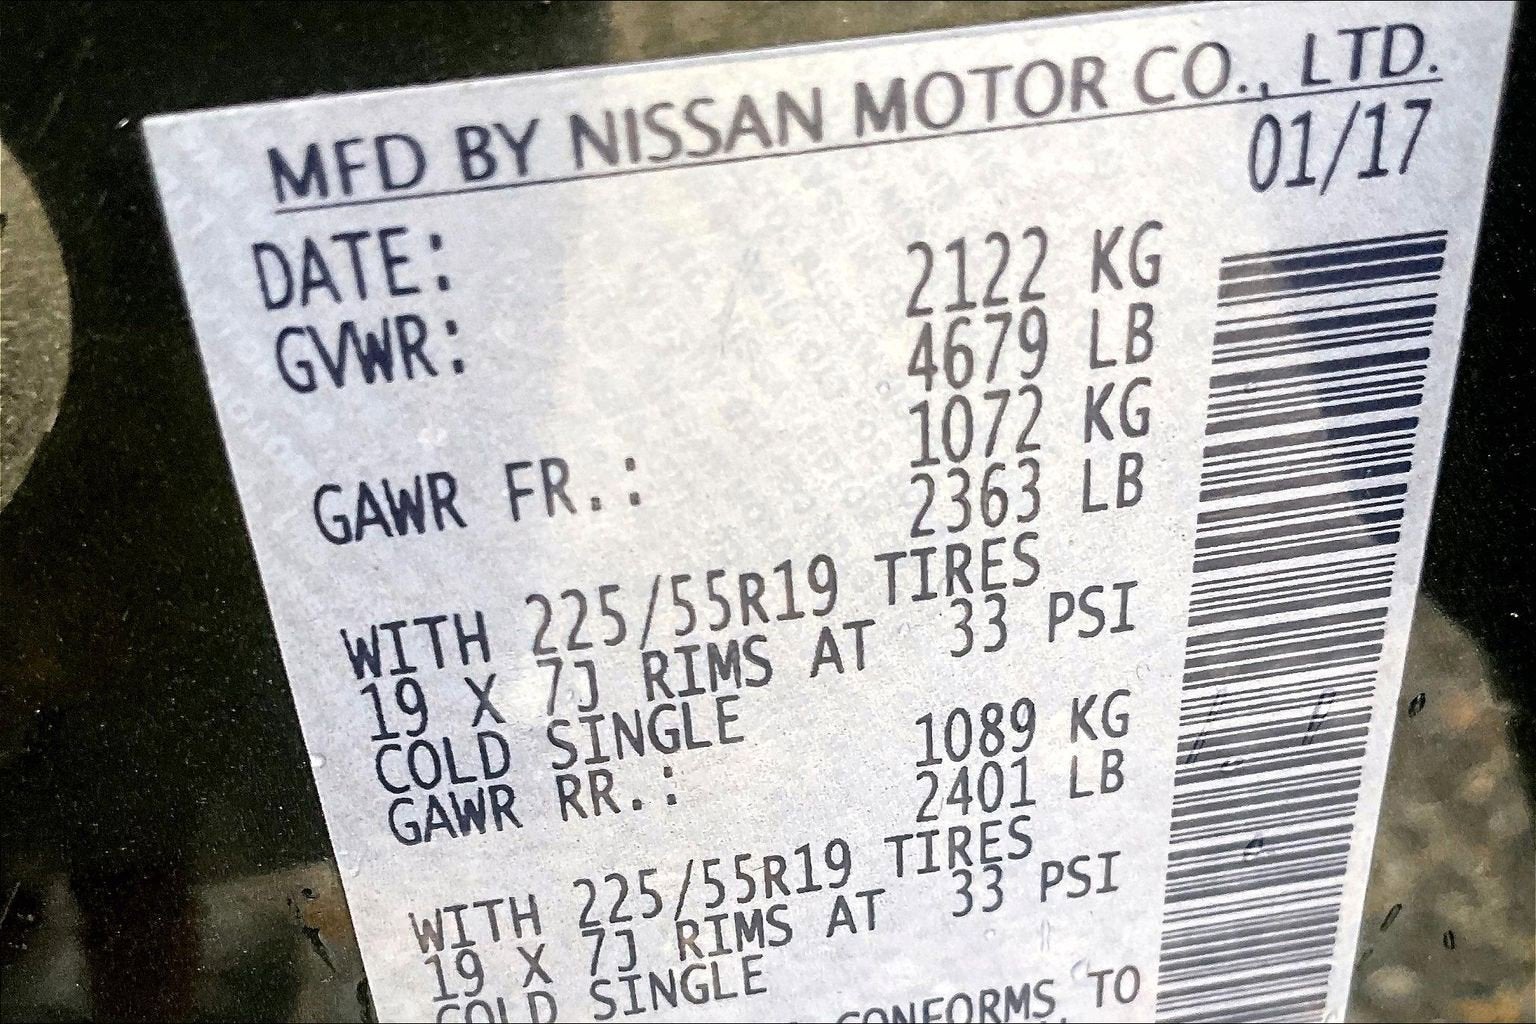 MFD BY NISSAN MOTOR CO., LTD.
DATE: 01/17
GVWR: 2122 KG
4679 LB
GAWR FR.: 1072 KG
2363 LB
WITH 225/55R19 TIRES
19 X 7J RIMS AT 33 PSI
COLD SINGLE
GAWR RR.: 1089 KG
2401 LB
WITH 225/55R19 TIRES
19 X 7J RIMS AT 33 PSI
COLD SINGLE
CONFORMS TO